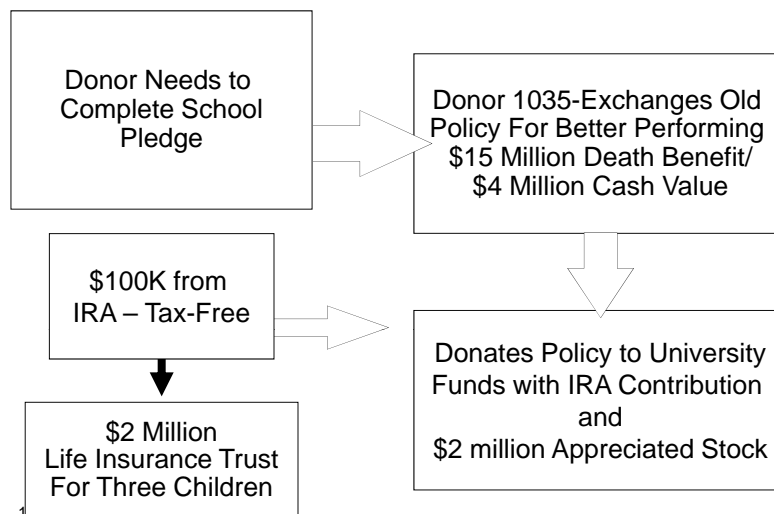 Donor Needs to
Complete School
Pledge
Donor 1035-Exchanges Old
Policy For Better Performing
$15 Million Death Benefit/
$4 Million Cash Value
$100K from
IRA – Tax-Free
Donates Policy to University
Funds with IRA Contribution
and
$2 million Appreciated Stock
$2 Million
Life Insurance Trust
For Three Children
1